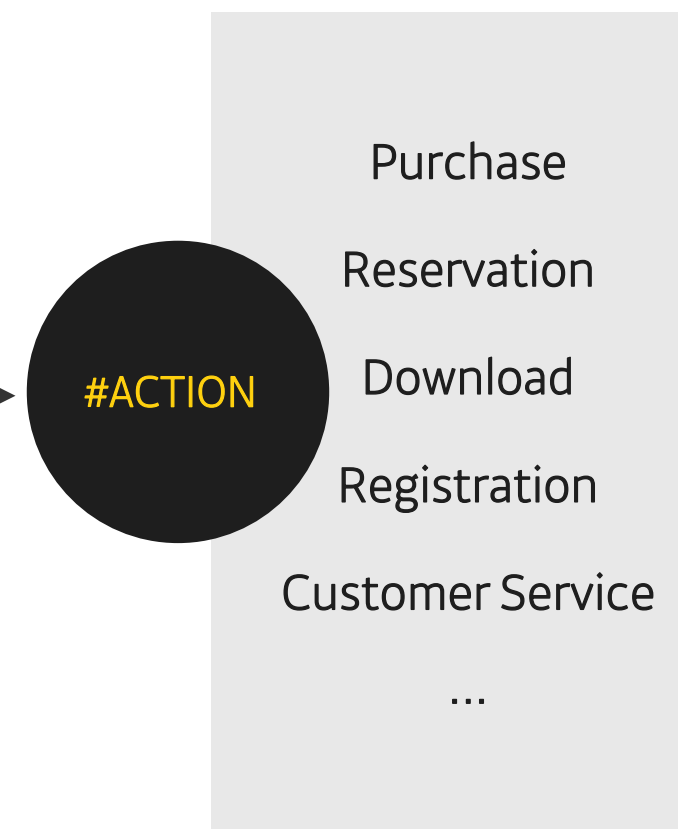 #ACTION
Purchase
Reservation
Download
Registration
Customer Service
...